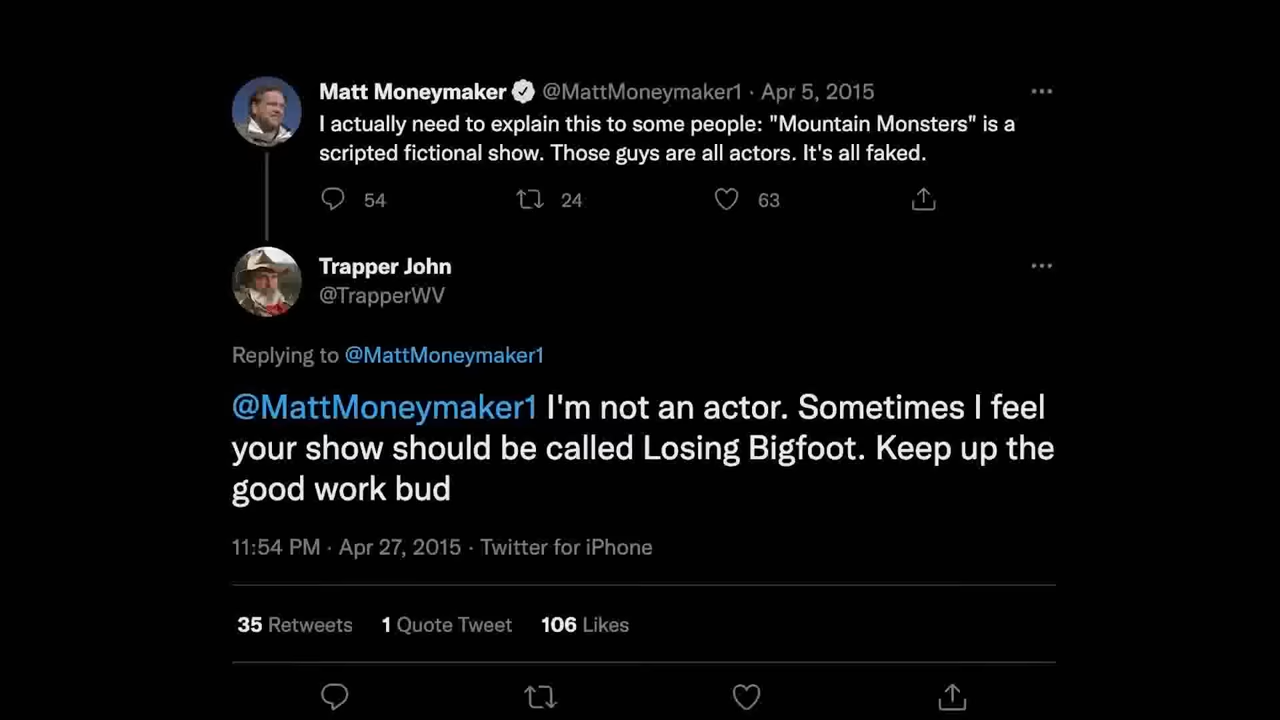 Matt Moneymaker @MattMoneymaker1 · Apr 5, 2015
I actually need to explain this to some people: "Mountain Monsters" is a
scripted fictional show. Those guys are all actors. It's all faked.
54 24 63
Trapper John
@TrapperWV
Replying to @MattMoneymaker1
@MattMoneymaker1 I'm not an actor. Sometimes I feel
your show should be called Losing Bigfoot. Keep up the
good work bud
11:54 PM · Apr 27, 2015 · Twitter for iPhone
35 Retweets 1 Quote Tweet 106 Likes